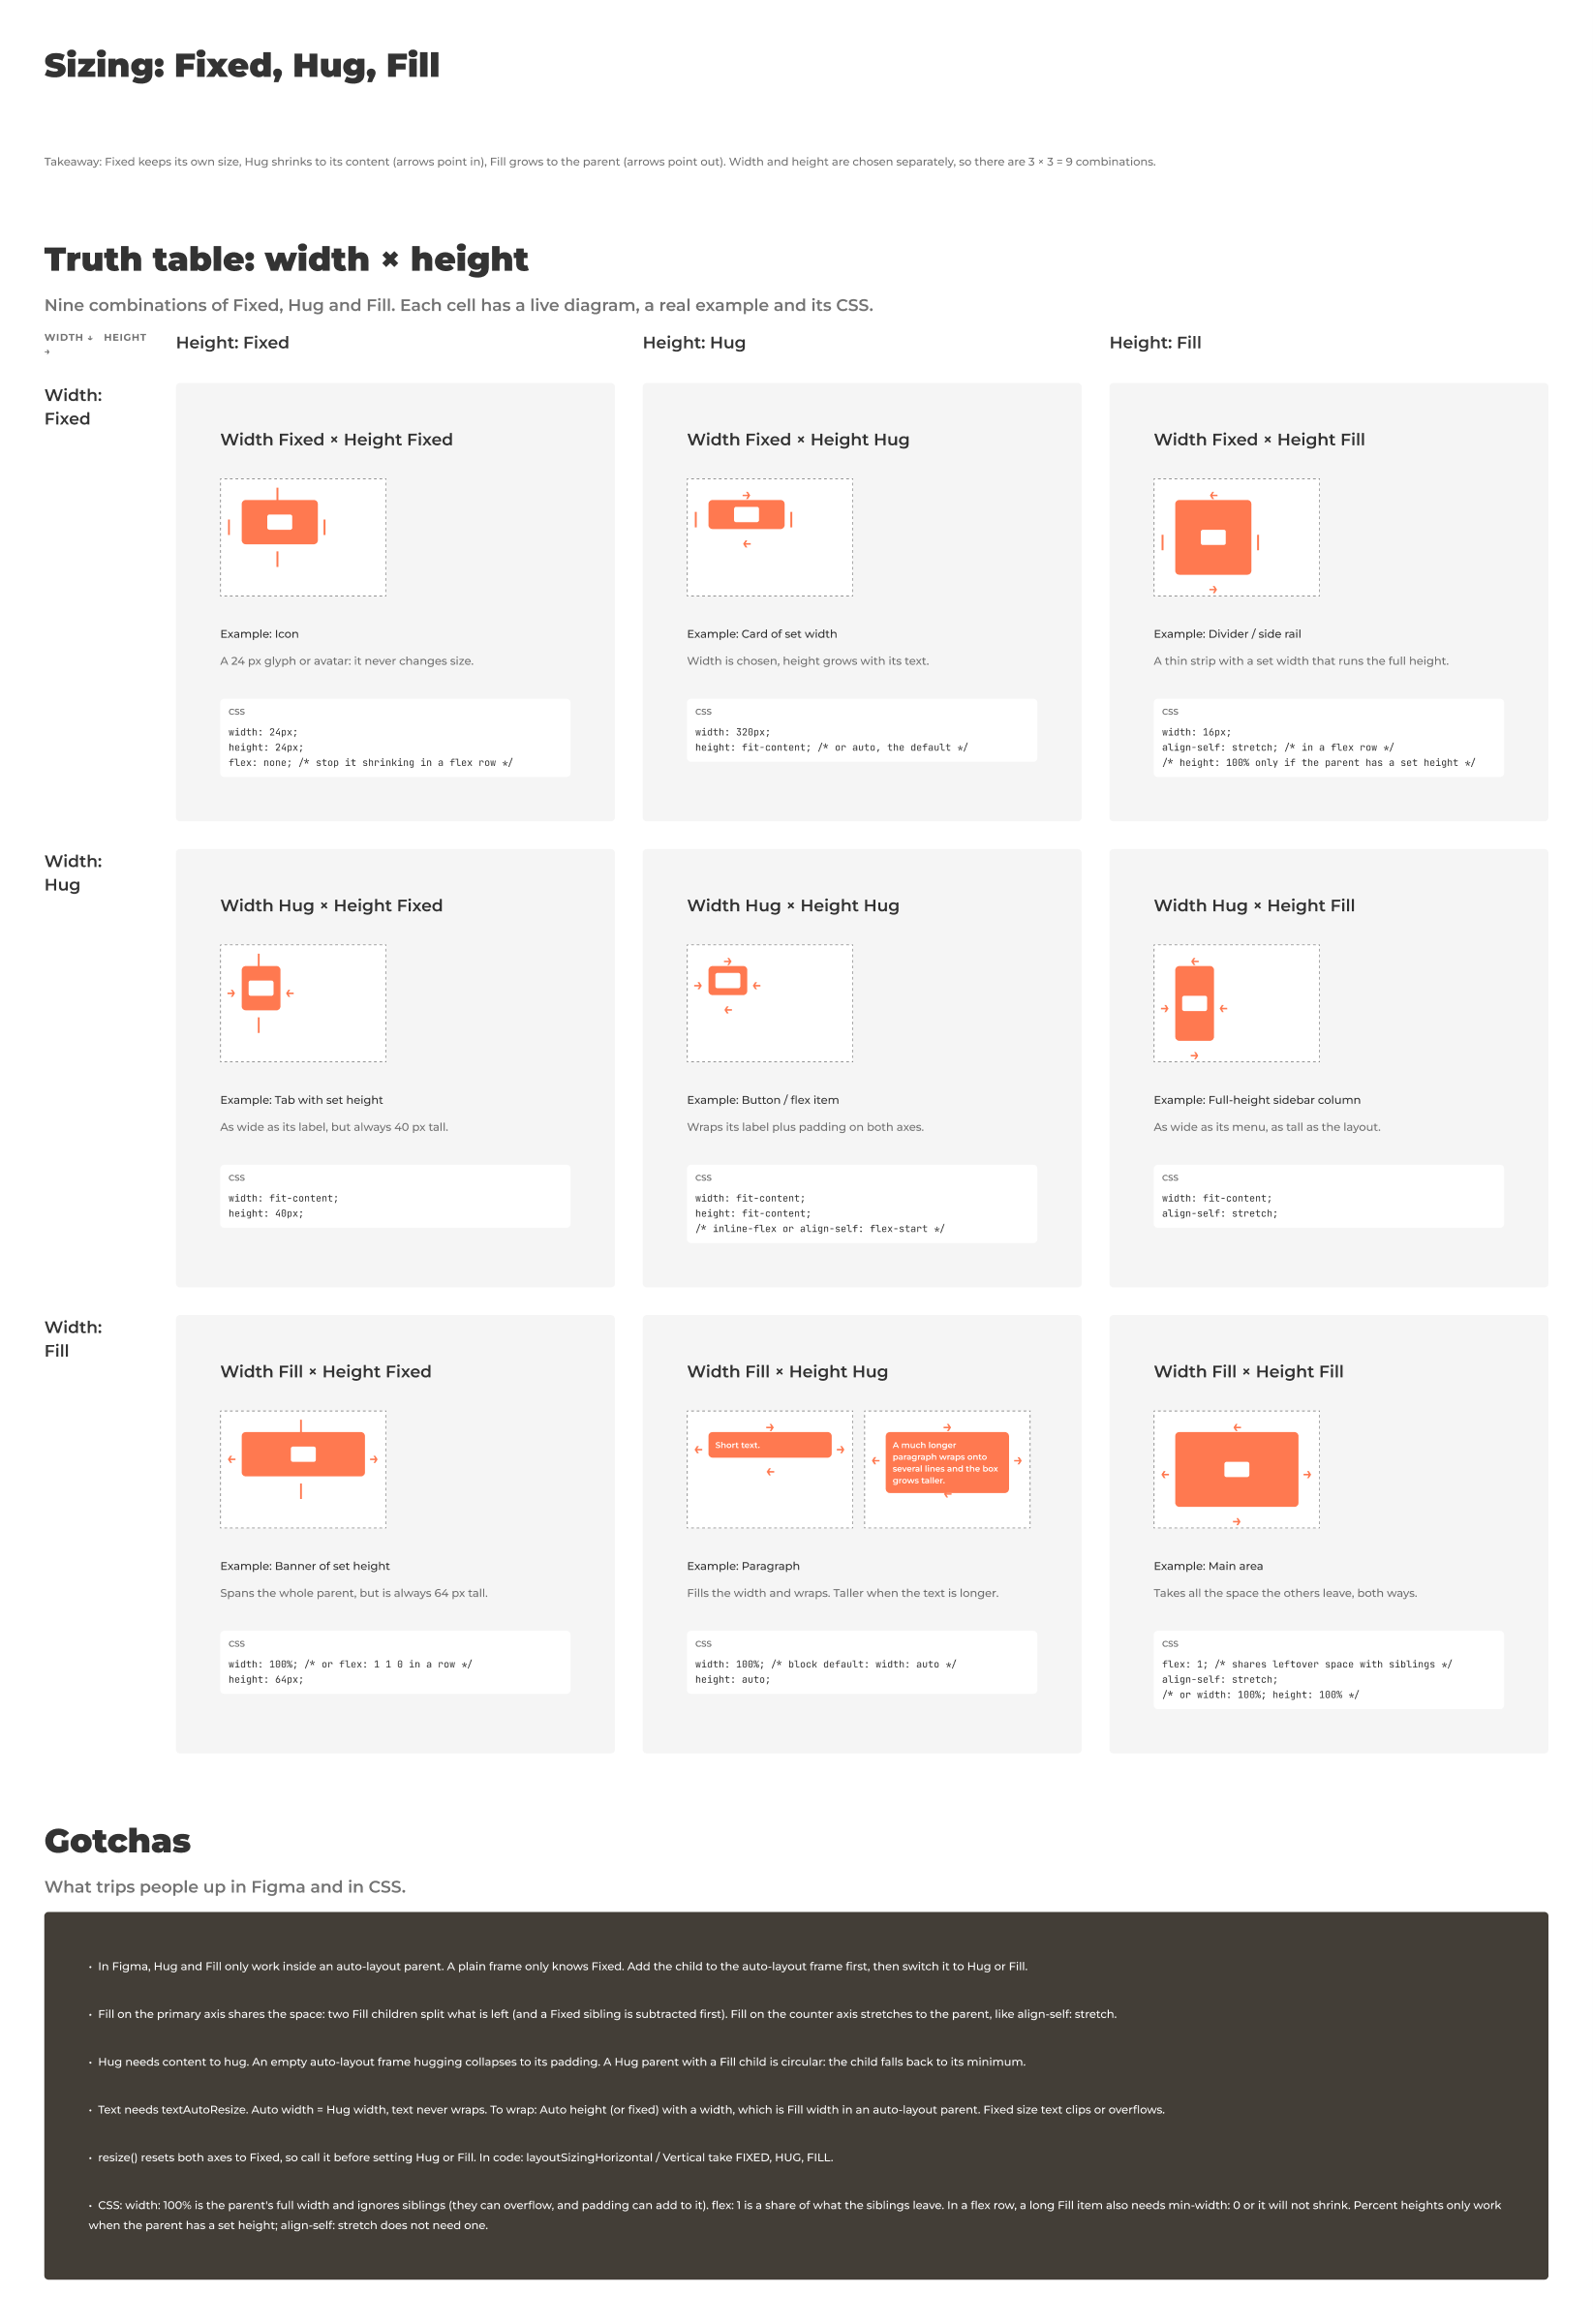 Sizing: Fixed, Hug, Fill
Takeaway: Fixed keeps its own size, Hug shrinks to its content (arrows point in), Fill grows to the parent (arrows point out). Width and height are chosen separately, so there are 3 × 3 = 9 combinations.
Truth table: width × height
Nine combinations of Fixed, Hug and Fill. Each cell has a live diagram, a real example and its CSS.
WIDTH ↓ HEIGHT
→
Height: Fixed
Height: Hug
Height: Fill
Width:
Fixed
Width Fixed × Height Fixed
Example: Icon
A 24 px glyph or avatar: it never changes size.
CSS
width: 24px;
height: 24px;
flex: none; /* stop it shrinking in a flex row */
Width Fixed × Height Hug
Example: Card of set width
Width is chosen, height grows with its text.
CSS
width: 320px;
height: fit-content; /* or auto, the default */
Width Fixed × Height Fill
Example: Divider / side rail
A thin strip with a set width that runs the full height.
CSS
width: 16px;
align-self: stretch; /* in a flex row */
/* height: 100% only if the parent has a set height */
Width:
Hug
Width Hug × Height Fixed
Example: Tab with set height
As wide as its label, but always 40 px tall.
CSS
width: fit-content;
height: 40px;
Width Hug × Height Hug
Example: Button / flex item
Wraps its label plus padding on both axes.
CSS
width: fit-content;
height: fit-content;
/* inline-flex or align-self: flex-start */
Width Hug × Height Fill
Example: Full-height sidebar column
As wide as its menu, as tall as the layout.
CSS
width: fit-content;
align-self: stretch;
Width:
Fill
Width Fill × Height Fixed
Example: Banner of set height
Spans the whole parent, but is always 64 px tall.
CSS
width: 100%; /* or flex: 1 1 0 in a row */
height: 64px;
Width Fill × Height Hug
Short text.
A much longer
paragraph wraps onto
several lines and the box
grows taller.
Example: Paragraph
Fills the width and wraps. Taller when the text is longer.
CSS
width: 100%; /* block default: width: auto */
height: auto;
Width Fill × Height Fill
Example: Main area
Takes all the space the others leave, both ways.
CSS
flex: 1; /* shares leftover space with siblings */
align-self: stretch;
/* or width: 100%; height: 100% */
Gotchas
What trips people up in Figma and in CSS.
• In Figma, Hug and Fill only work inside an auto-layout parent. A plain frame only knows Fixed. Add the child to the auto-layout frame first, then switch it to Hug or Fill.
• Fill on the primary axis shares the space: two Fill children split what is left (and a Fixed sibling is subtracted first). Fill on the counter axis stretches to the parent, like align-self: stretch.
• Hug needs content to hug. An empty auto-layout frame hugging collapses to its padding. A Hug parent with a Fill child is circular: the child falls back to its minimum.
• Text needs textAutoResize. Auto width = Hug width, text never wraps. To wrap: Auto height (or fixed) with a width, which is Fill width in an auto-layout parent. Fixed size text clips or overflows.
• resize() resets both axes to Fixed, so call it before setting Hug or Fill. In code: layoutSizingHorizontal / Vertical take FIXED, HUG, FILL.
• CSS: width: 100% is the parent's full width and ignores siblings (they can overflow, and padding can add to it). flex: 1 is a share of what the siblings leave. In a flex row, a long Fill item also needs min-width: 0 or it will not shrink. Percent heights only work
when the parent has a set height; align-self: stretch does not need one.